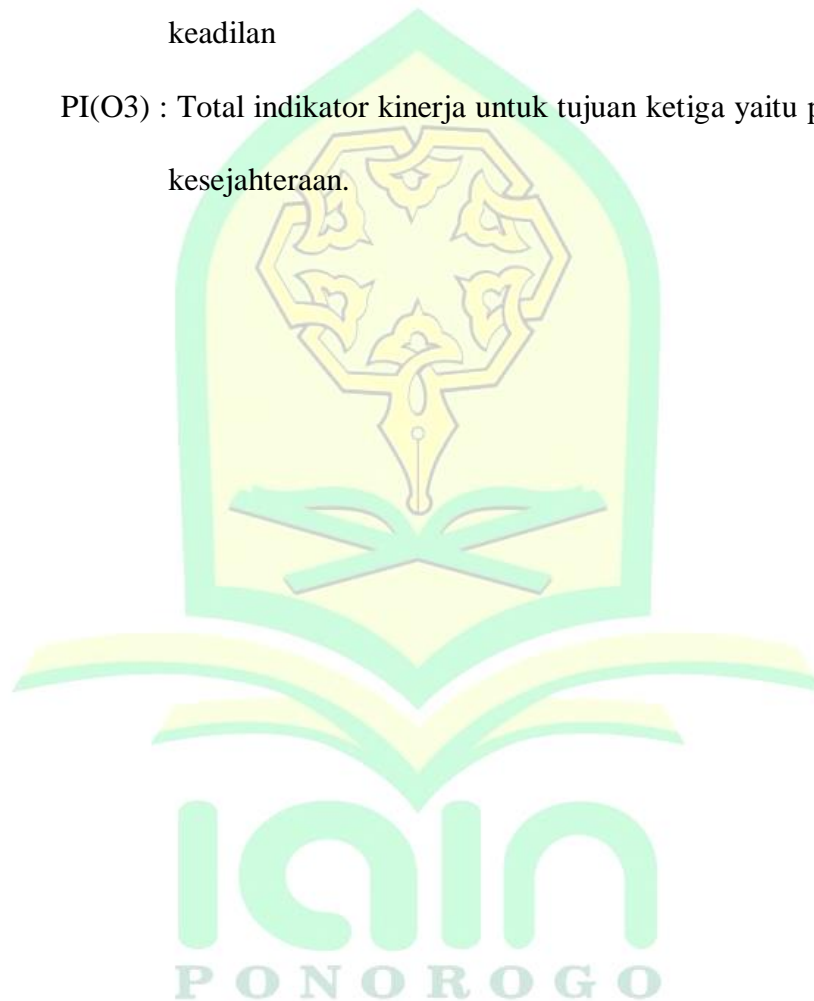 keadilan
PI(O3) : Total indikator kinerja untuk tujuan ketiga yaitu
kesejahteraan.
iain
PONOROGO